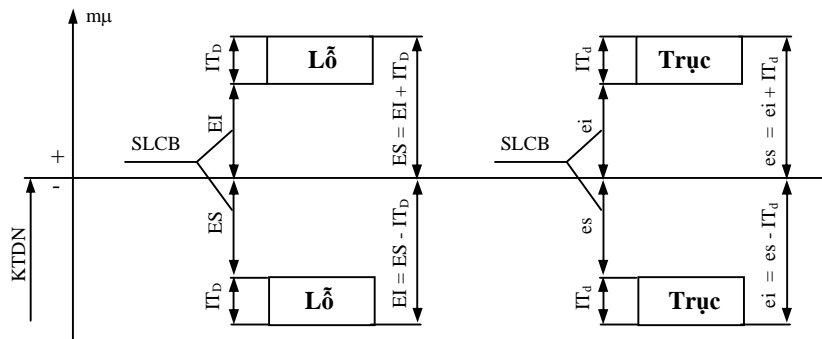 mμ
IT_D
Lỗ
ES = EI + IT_D
IT_d
Trục
es = ei + IT_d
EI
ei
SLCB
SLCB
+
-
KTDN
ES
EI = ES - IT_D
es
ei = es - IT_d
IT_D
Lỗ
IT_d
Trục